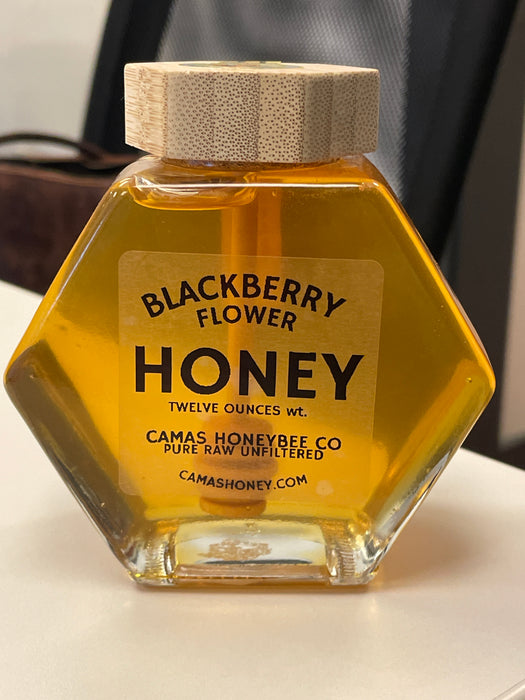 BLACKBERRY
FLOWER
HONEY
TWELVE OUNCES wt.
CAMAS HONEYBEE CO
PURE RAW UNFILTERED
CAMASHONEY.COM